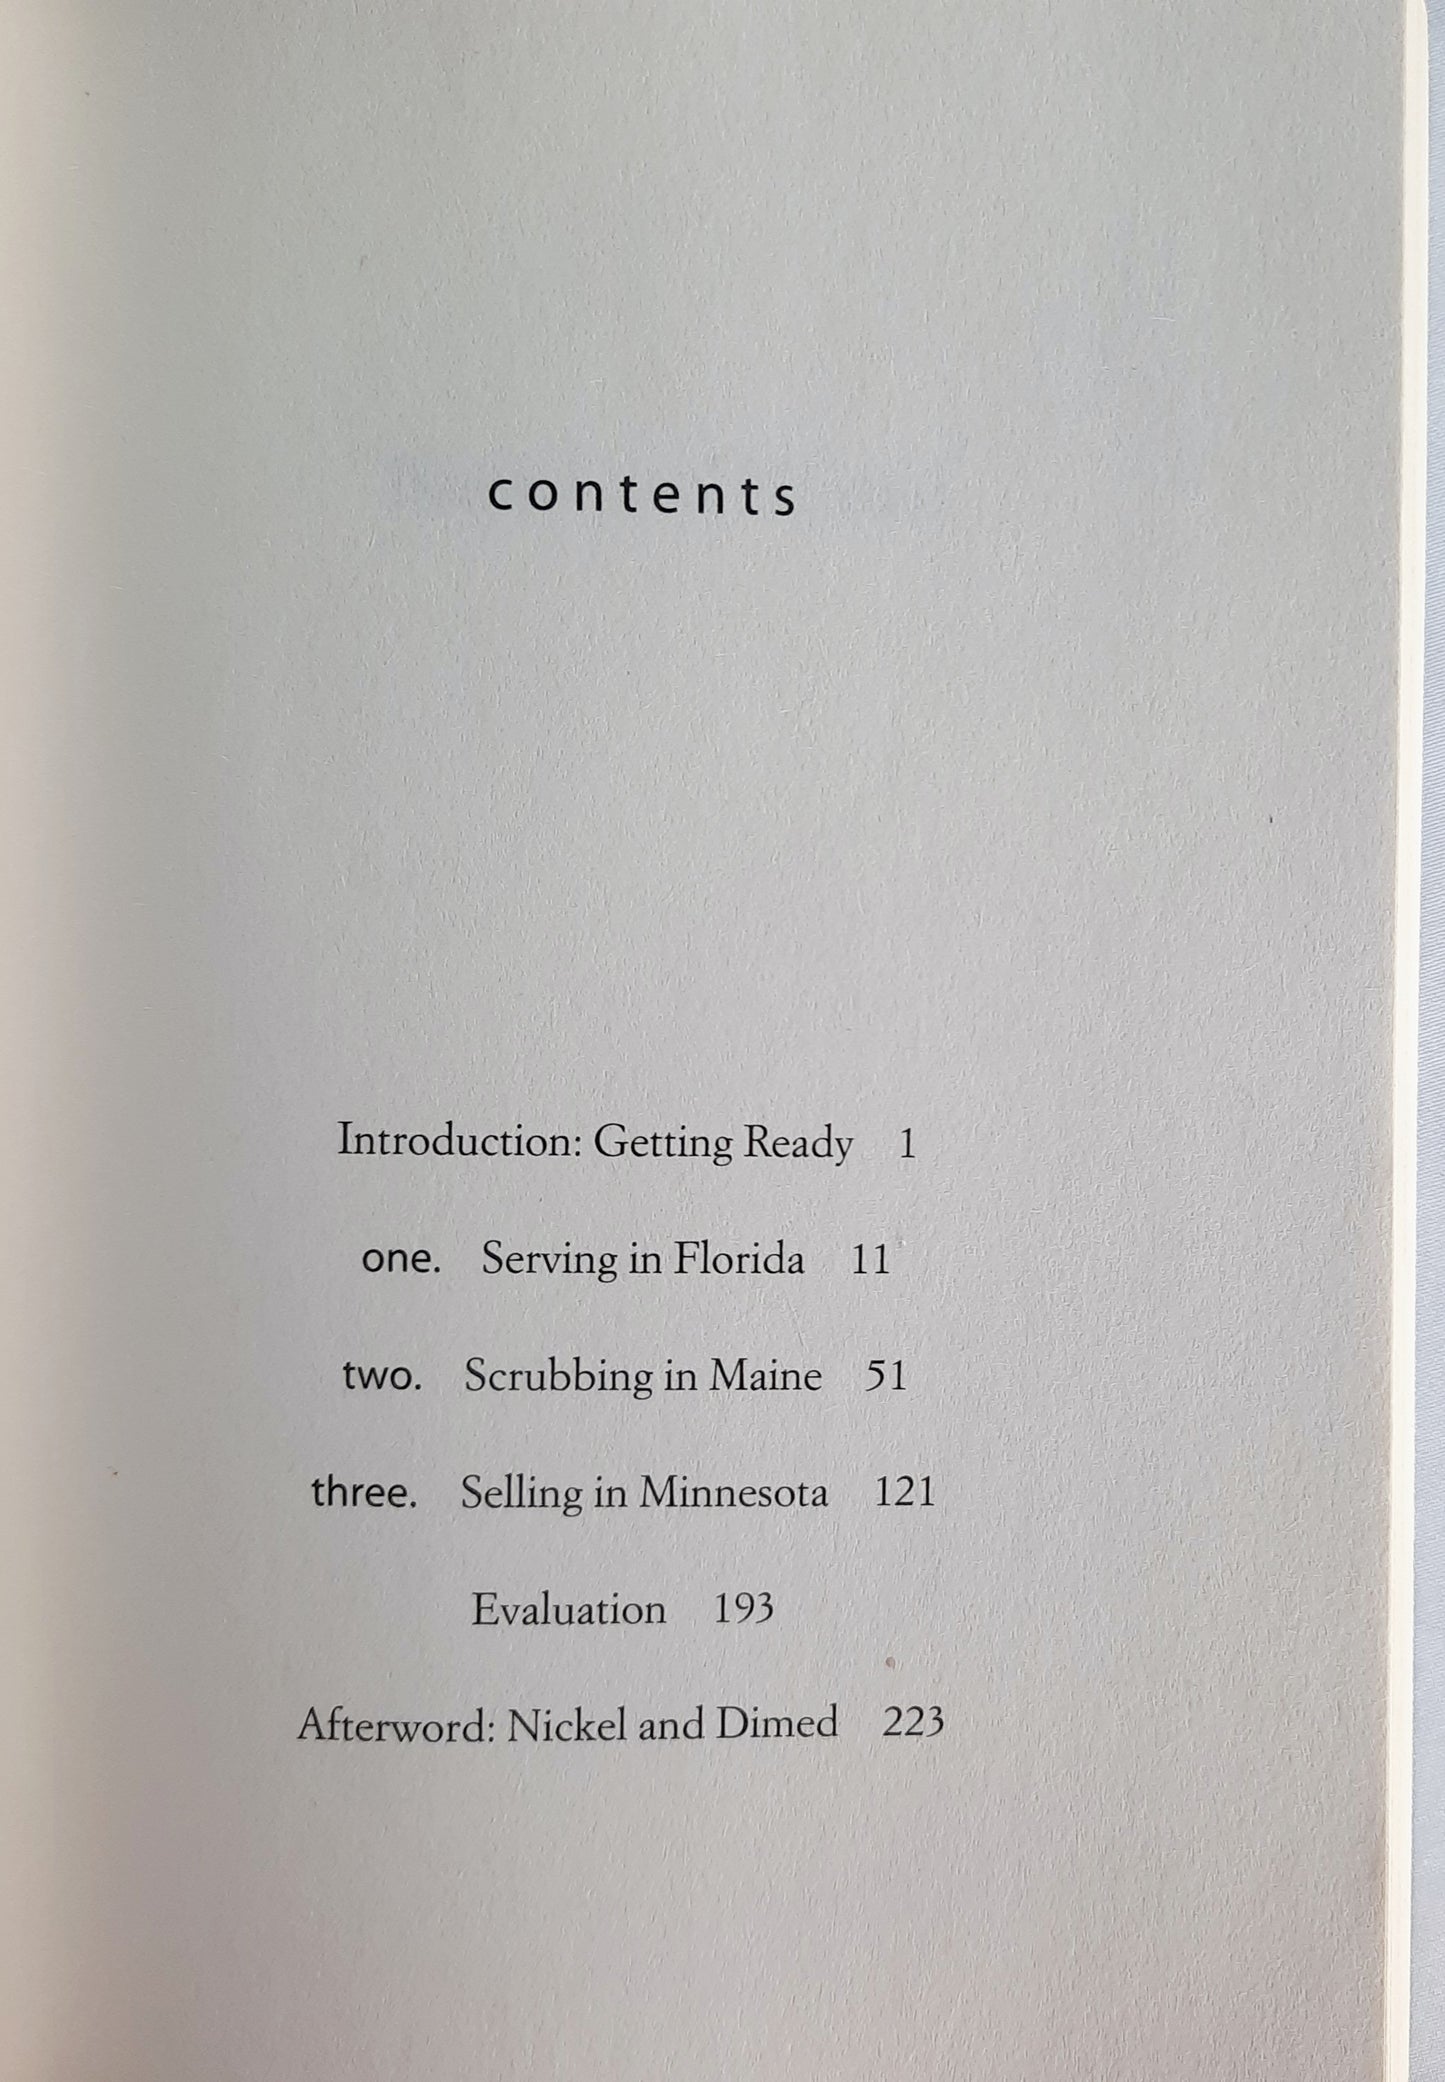 contents
Introduction: Getting Ready 1
one. Serving in Florida 11
two. Scrubbing in Maine 51
three. Selling in Minnesota 121
Evaluation 193
Afterword: Nickel and Dimed 223